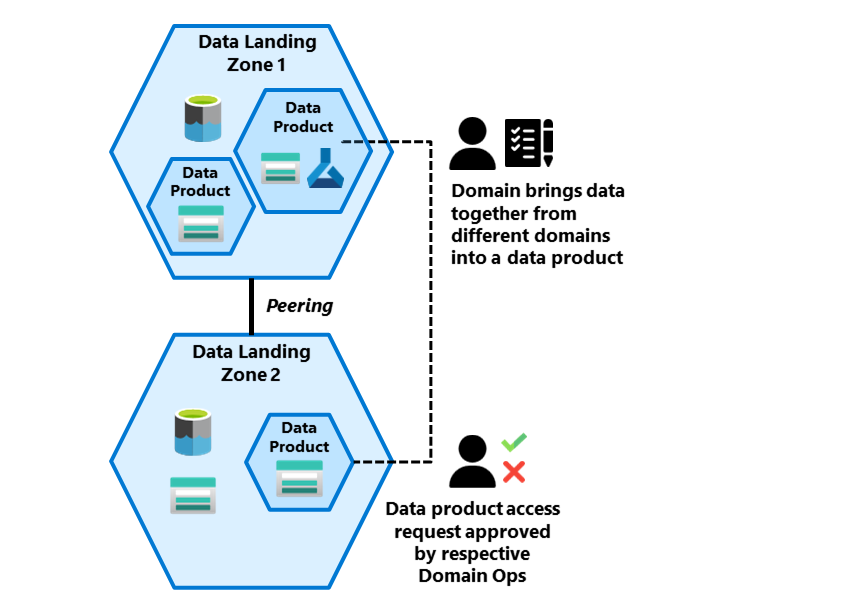 Data Landing
Zone 1
Data
Product
Data
Product
Domain brings data
together from
different domains
into a data product
Peering
Data Landing
Zone 2
Data
Product
Data product access
request approved
by respective
Domain Ops